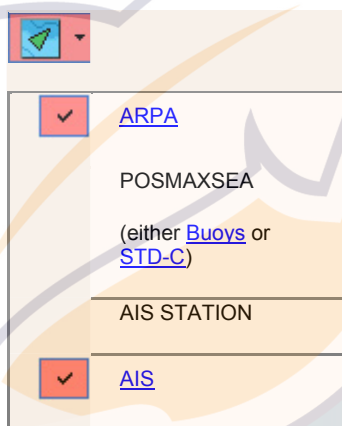 ARPA
POSMAXSEA
(either Buoys or
STD-C)
AIS STATION
AIS